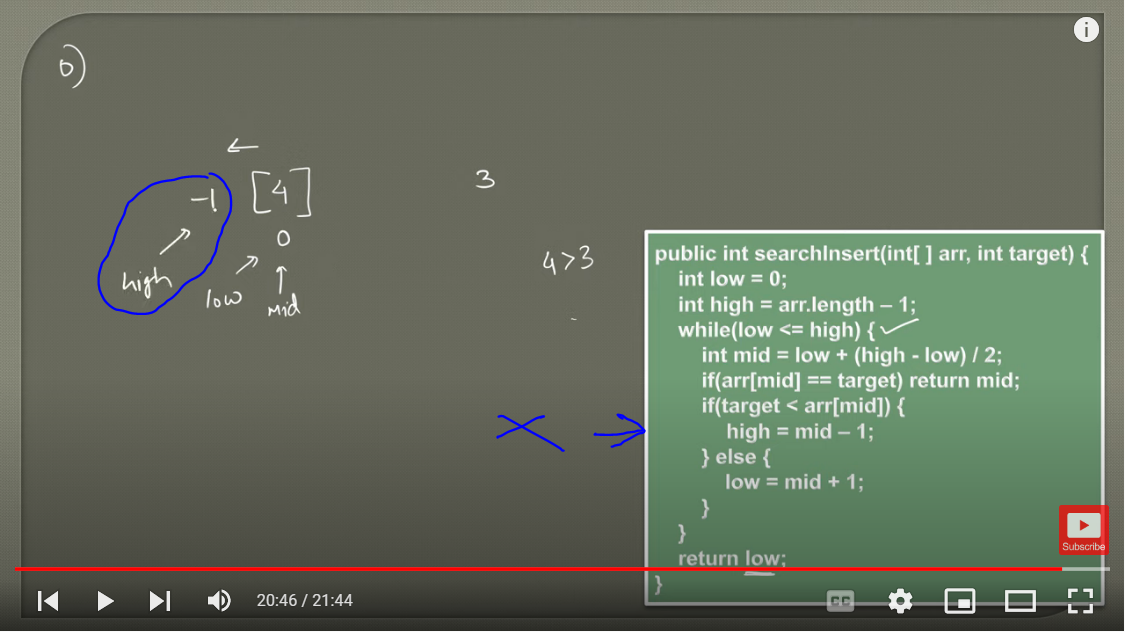 0)
-1 [4]
3
0
high
low
mid
4>3
public int searchInsert(int[ ] arr, int target) {
int low = 0;
int high = arr.length – 1;
while(low <= high) {
int mid = low + (high - low) / 2;
if(arr[mid] == target) return mid;
if(target < arr[mid]) {
high = mid – 1;
} else {
low = mid + 1;
}
}
return low;
}
Subscribe
20:46 / 21:44
CC